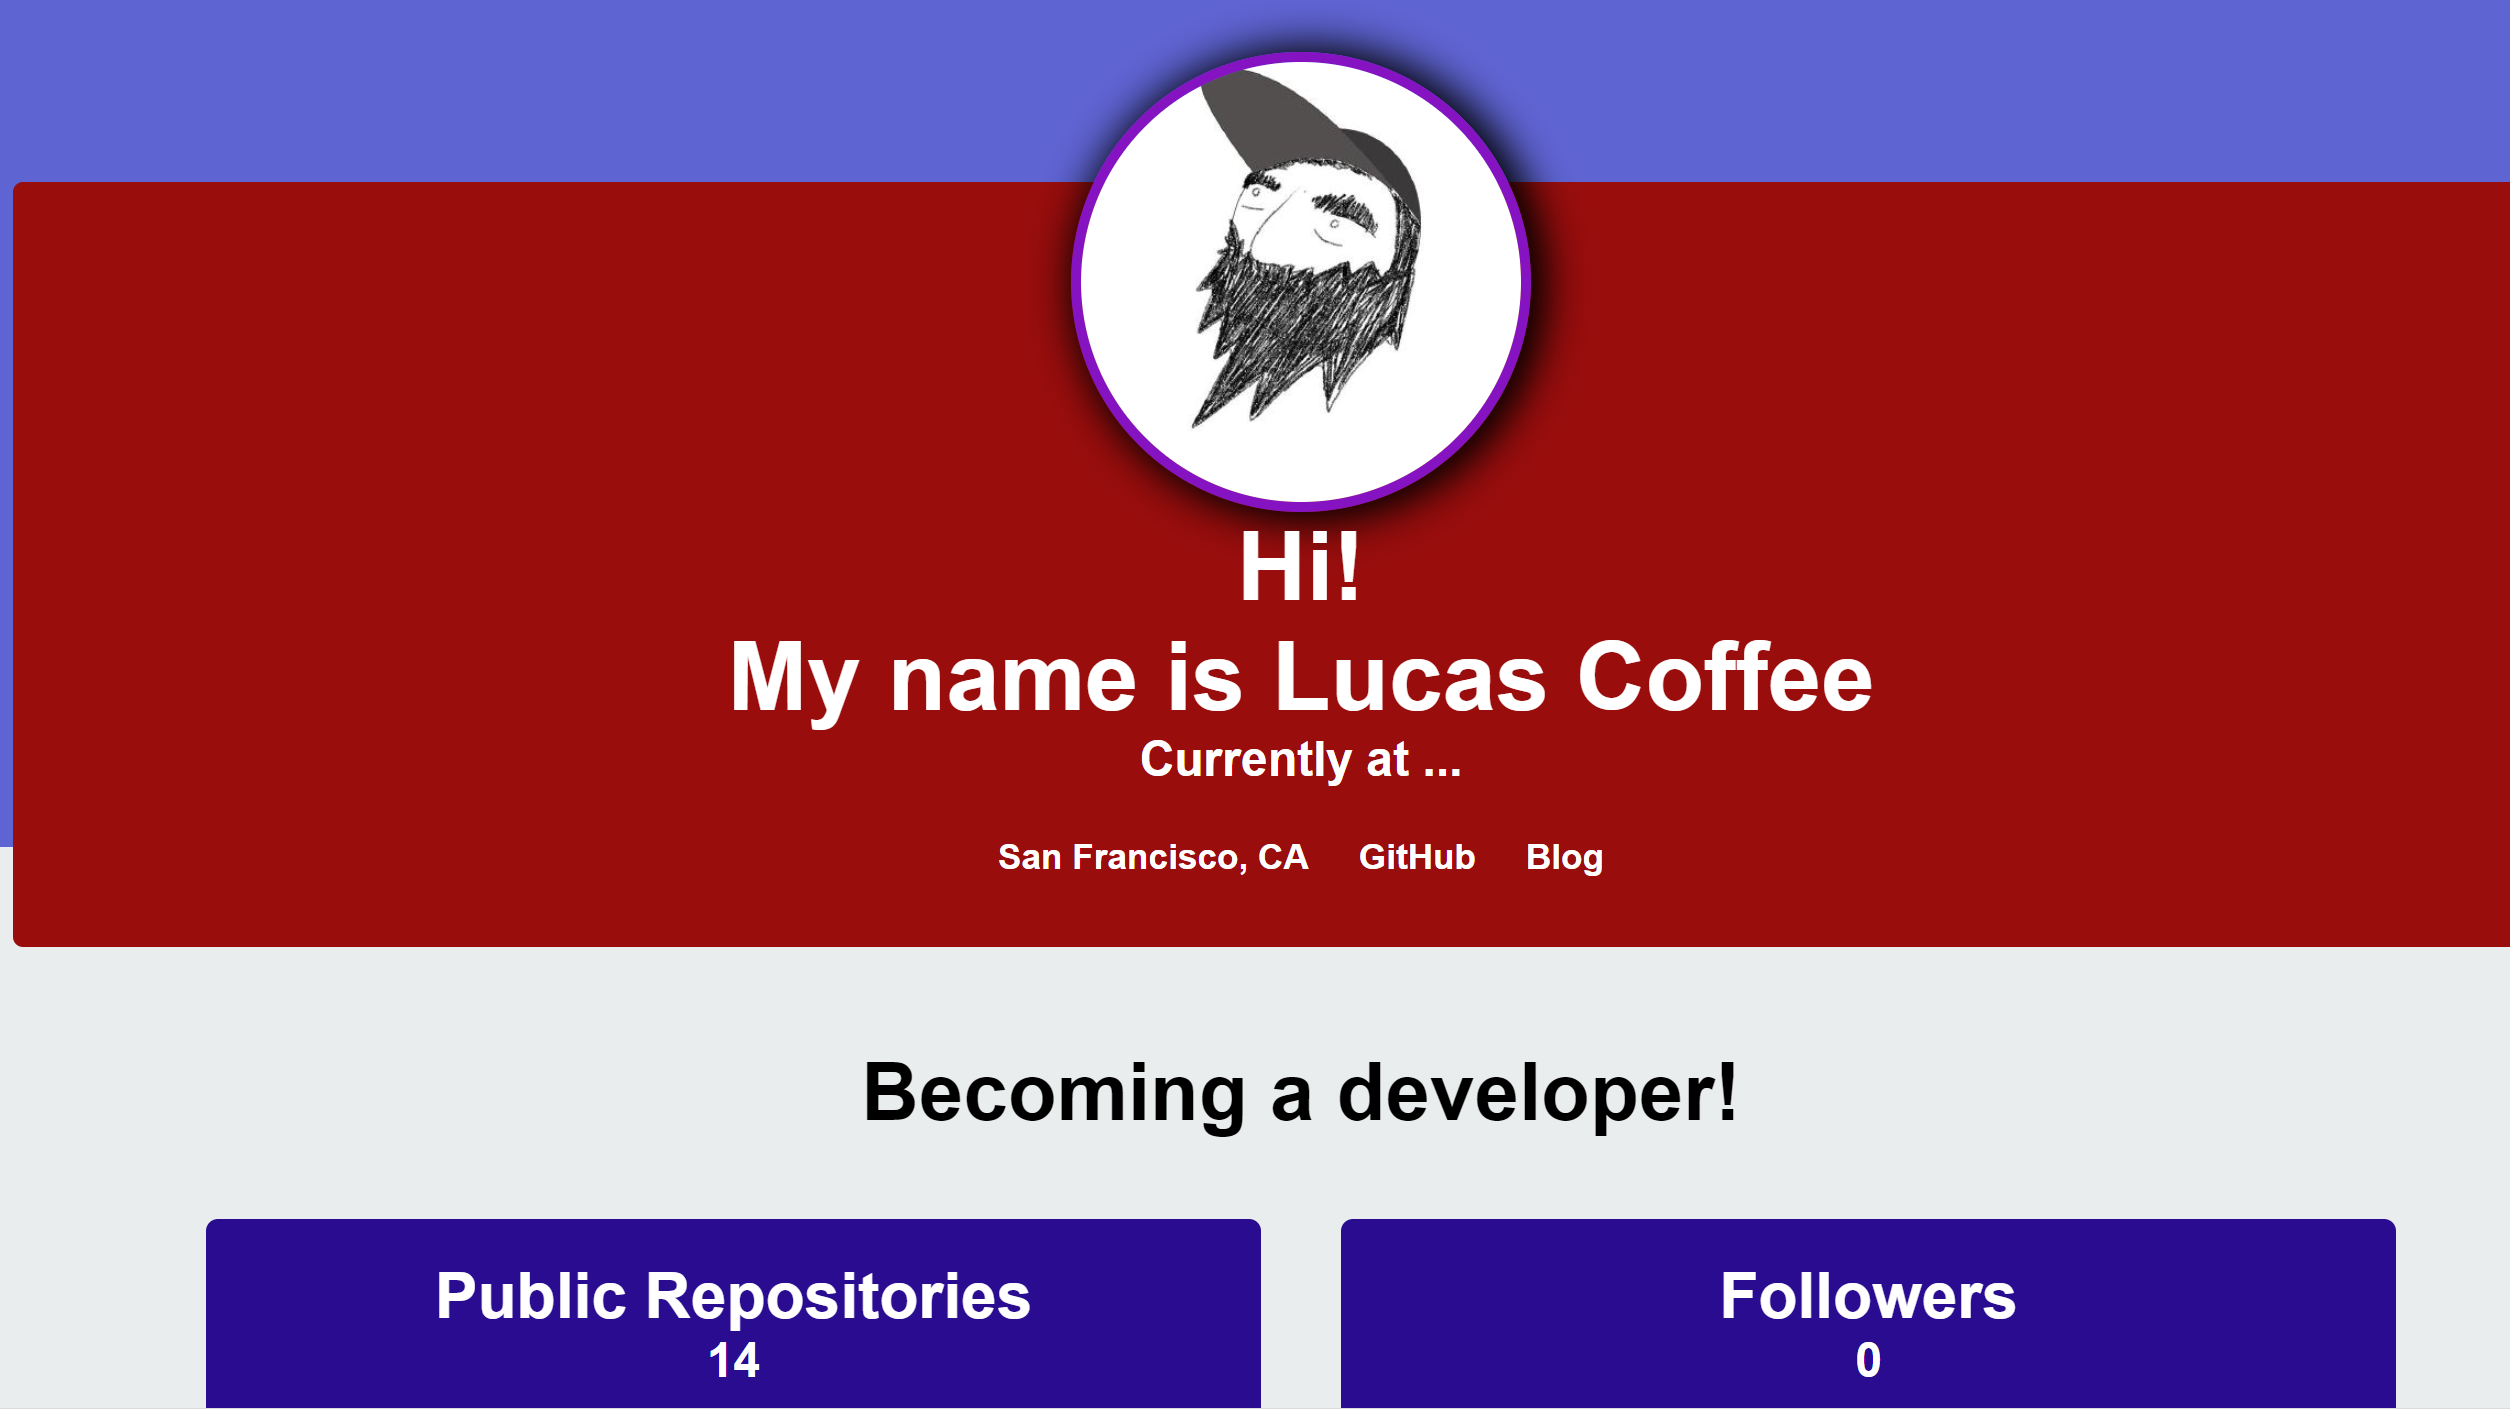 Hi!
My name is Lucas Coffee
Currently at ...
San Francisco, CA GitHub Blog
Becoming a developer!
Public Repositories
14
Followers
0